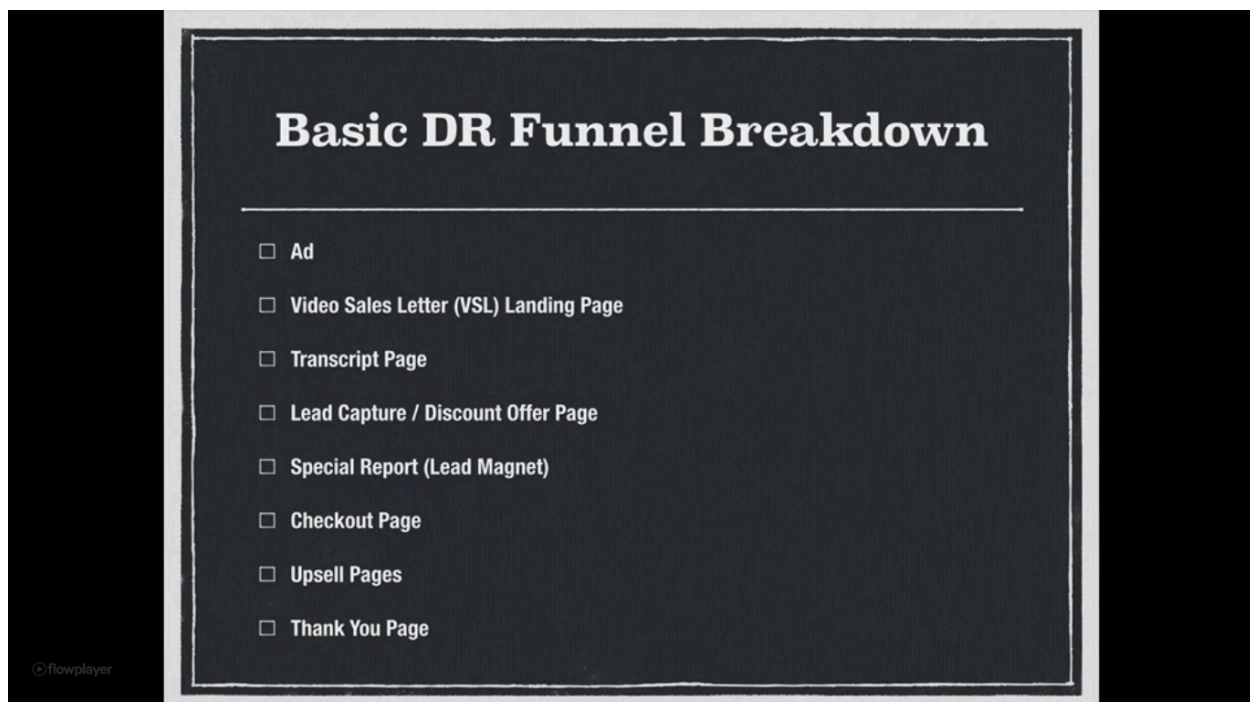 Basic DR Funnel Breakdown
Ad
Video Sales Letter (VSL) Landing Page
Transcript Page
Lead Capture / Discount Offer Page
Special Report (Lead Magnet)
Checkout Page
Upsell Pages
Thank You Page
flowplayer